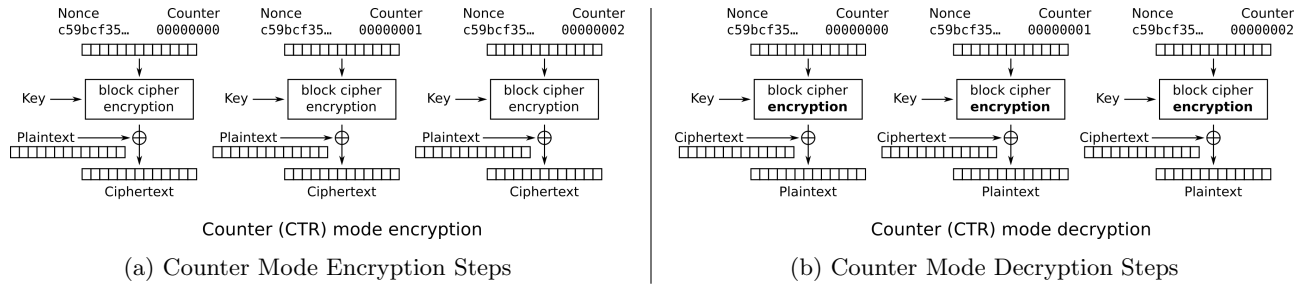 Nonce Counter Nonce Counter Nonce Counter
c59bcf35… 00000000 c59bcf35… 00000001 c59bcf35… 00000002
Key block cipher encryption Key block cipher encryption Key block cipher encryption
Plaintext Plaintext Plaintext
Ciphertext Ciphertext Ciphertext
Counter (CTR) mode encryption
(a) Counter Mode Encryption Steps
Nonce Counter Nonce Counter Nonce Counter
c59bcf35… 00000000 c59bcf35… 00000001 c59bcf35… 00000002
Key block cipher encryption Key block cipher encryption Key block cipher encryption
Ciphertext Ciphertext Ciphertext
Plaintext Plaintext Plaintext
Counter (CTR) mode decryption
(b) Counter Mode Decryption Steps